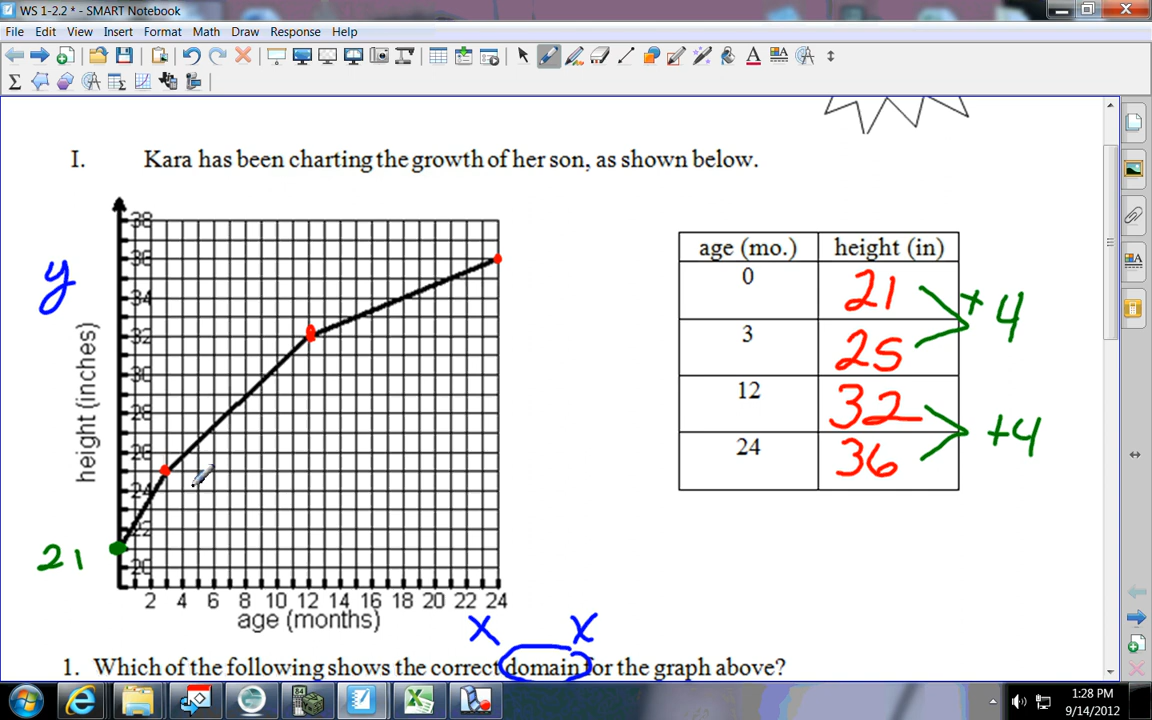 WS 1-2.2 * - SMART Notebook
File Edit View Insert Format Math Draw Response Help
I. Kara has been charting the growth of her son, as shown below.
y
height (inches)
38
36
34
32
30
28
26
24
22
20
21
2 4 6 8 10 12 14 16 18 20 22 24
age (months)
x x
age (mo.) height (in)
0 21
3 25
+4
12 32
24 36
+4
1. Which of the following shows the correct domain for the graph above?
1:28 PM
9/14/2012